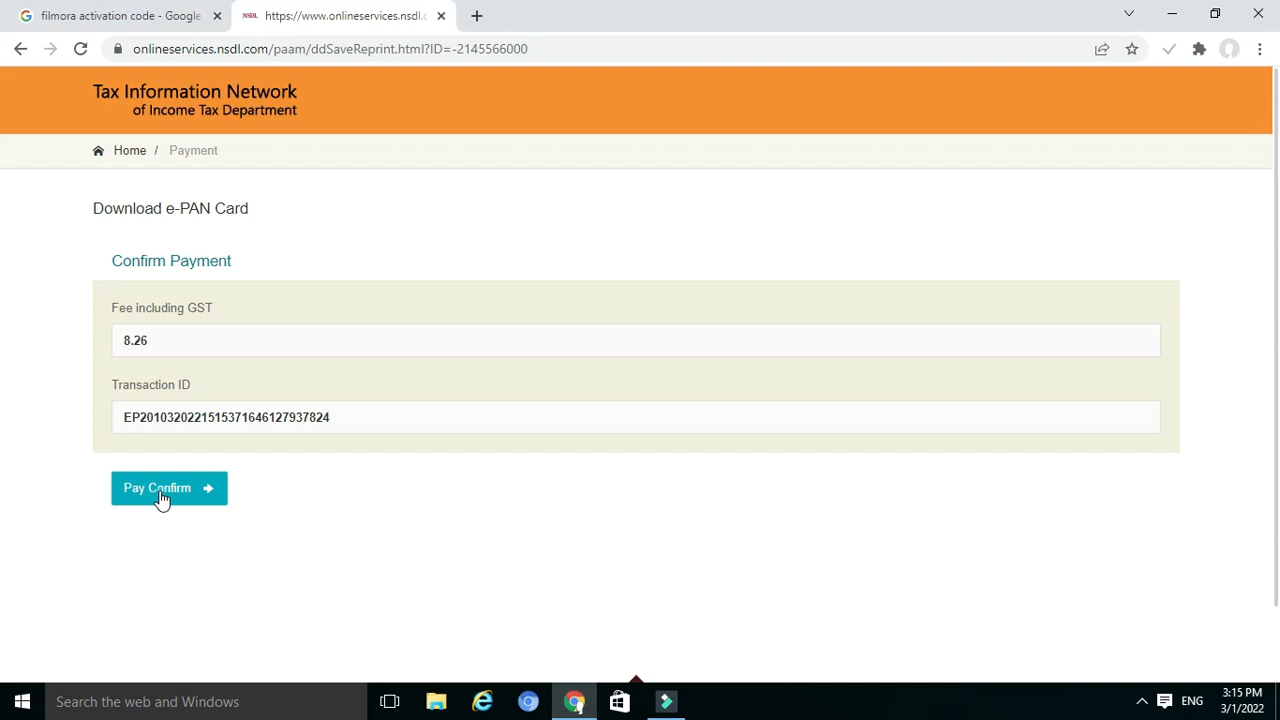 filmora activation code - Google
NSDL https://www.onlineservices.nsdl.c
onlineservices.nsdl.com/paam/ddSaveReprint.html?ID=-2145566000
Tax Information Network
of Income Tax Department
Home / Payment
Download e-PAN Card
Confirm Payment
Fee including GST
8.26
Transaction ID
EP2010320221515371646127937824
Pay Confirm
Search the web and Windows
ENG
3:15 PM
3/1/2022